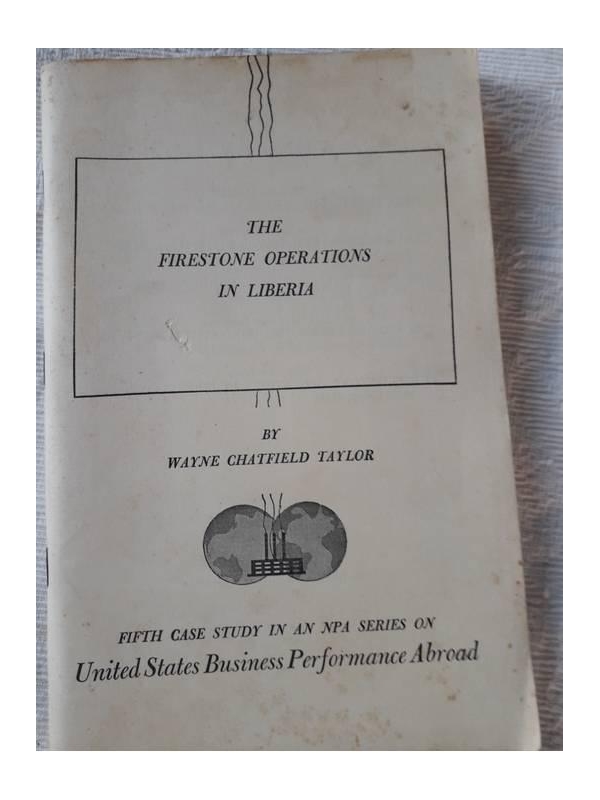 THE
FIRESTONE OPERATIONS
IN LIBERIA
BY
WAYNE CHATFIELD TAYLOR
FIFTH CASE STUDY IN AN NPA SERIES ON
United States Business Performance Abroad